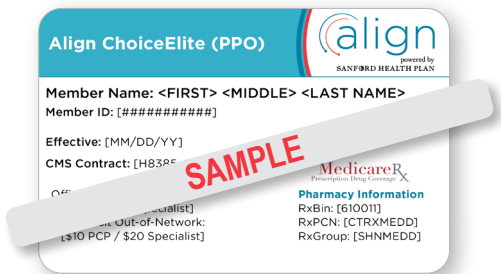 Align ChoiceElite (PPO)
align
powered by
SANFORD HEALTH PLAN
Member Name: <FIRST> <MIDDLE> <LAST NAME>
Member ID: [###########]
Effective: [MM/DD/YY]
CMS Contract: [H8385
SAMPLE
MedicareRx
Prescription Drug Coverage
Out-of-Network:
[$10 PCP / $20 Specialist]
Pharmacy Information
RxBin: [610011]
RxPCN: [CTRXMEDD]
RxGroup: [SHNMEDD]